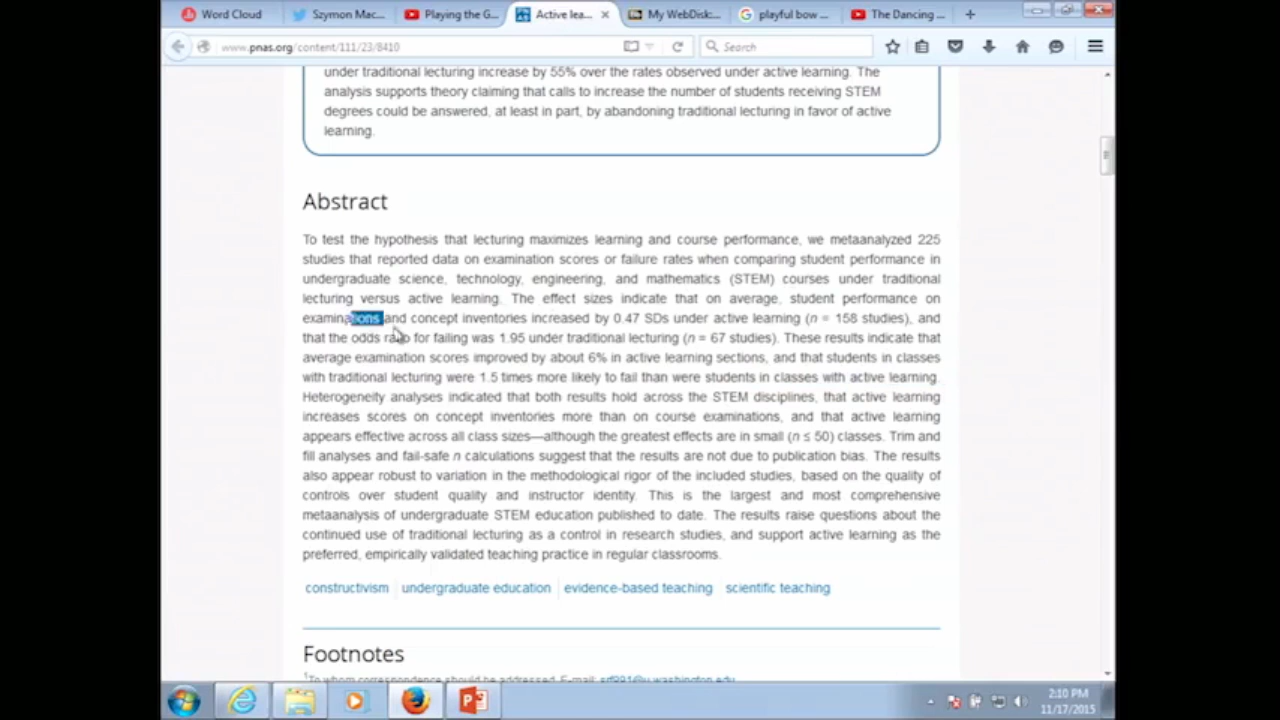 Word Cloud
Szymon Mac...
Playing the G...
Active lea...
My WebDisk:...
playful bow ...
The Dancing ...
www.pnas.org/content/111/23/8410
Search
under traditional lecturing increase by 55% over the rates observed under active learning. The
analysis supports theory claiming that calls to increase the number of students receiving STEM
degrees could be answered, at least in part, by abandoning traditional lecturing in favor of active
learning.
Abstract
To test the hypothesis that lecturing maximizes learning and course performance, we metaanalyzed 225
studies that reported data on examination scores or failure rates when comparing student performance in
undergraduate science, technology, engineering, and mathematics (STEM) courses under traditional
lecturing versus active learning. The effect sizes indicate that on average, student performance on
examinations and concept inventories increased by 0.47 SDs under active learning (n = 158 studies), and
that the odds ratio for failing was 1.95 under traditional lecturing (n = 67 studies). These results indicate that
average examination scores improved by about 6% in active learning sections, and that students in classes
with traditional lecturing were 1.5 times more likely to fail than were students in classes with active learning.
Heterogeneity analyses indicated that both results hold across the STEM disciplines, that active learning
increases scores on concept inventories more than on course examinations, and that active learning
appears effective across all class sizes—although the greatest effects are in small (n ≤ 50) classes. Trim and
fill analyses and fail-safe n calculations suggest that the results are not due to publication bias. The results
also appear robust to variation in the methodological rigor of the included studies, based on the quality of
controls over student quality and instructor identity. This is the largest and most comprehensive
metaanalysis of undergraduate STEM education published to date. The results raise questions about the
continued use of traditional lecturing as a control in research studies, and support active learning as the
preferred, empirically validated teaching practice in regular classrooms.
constructivism undergraduate education evidence-based teaching scientific teaching
Footnotes
1To whom correspondence should be addressed. E-mail: srf991@u.washington.edu.
2:10 PM
11/17/2015